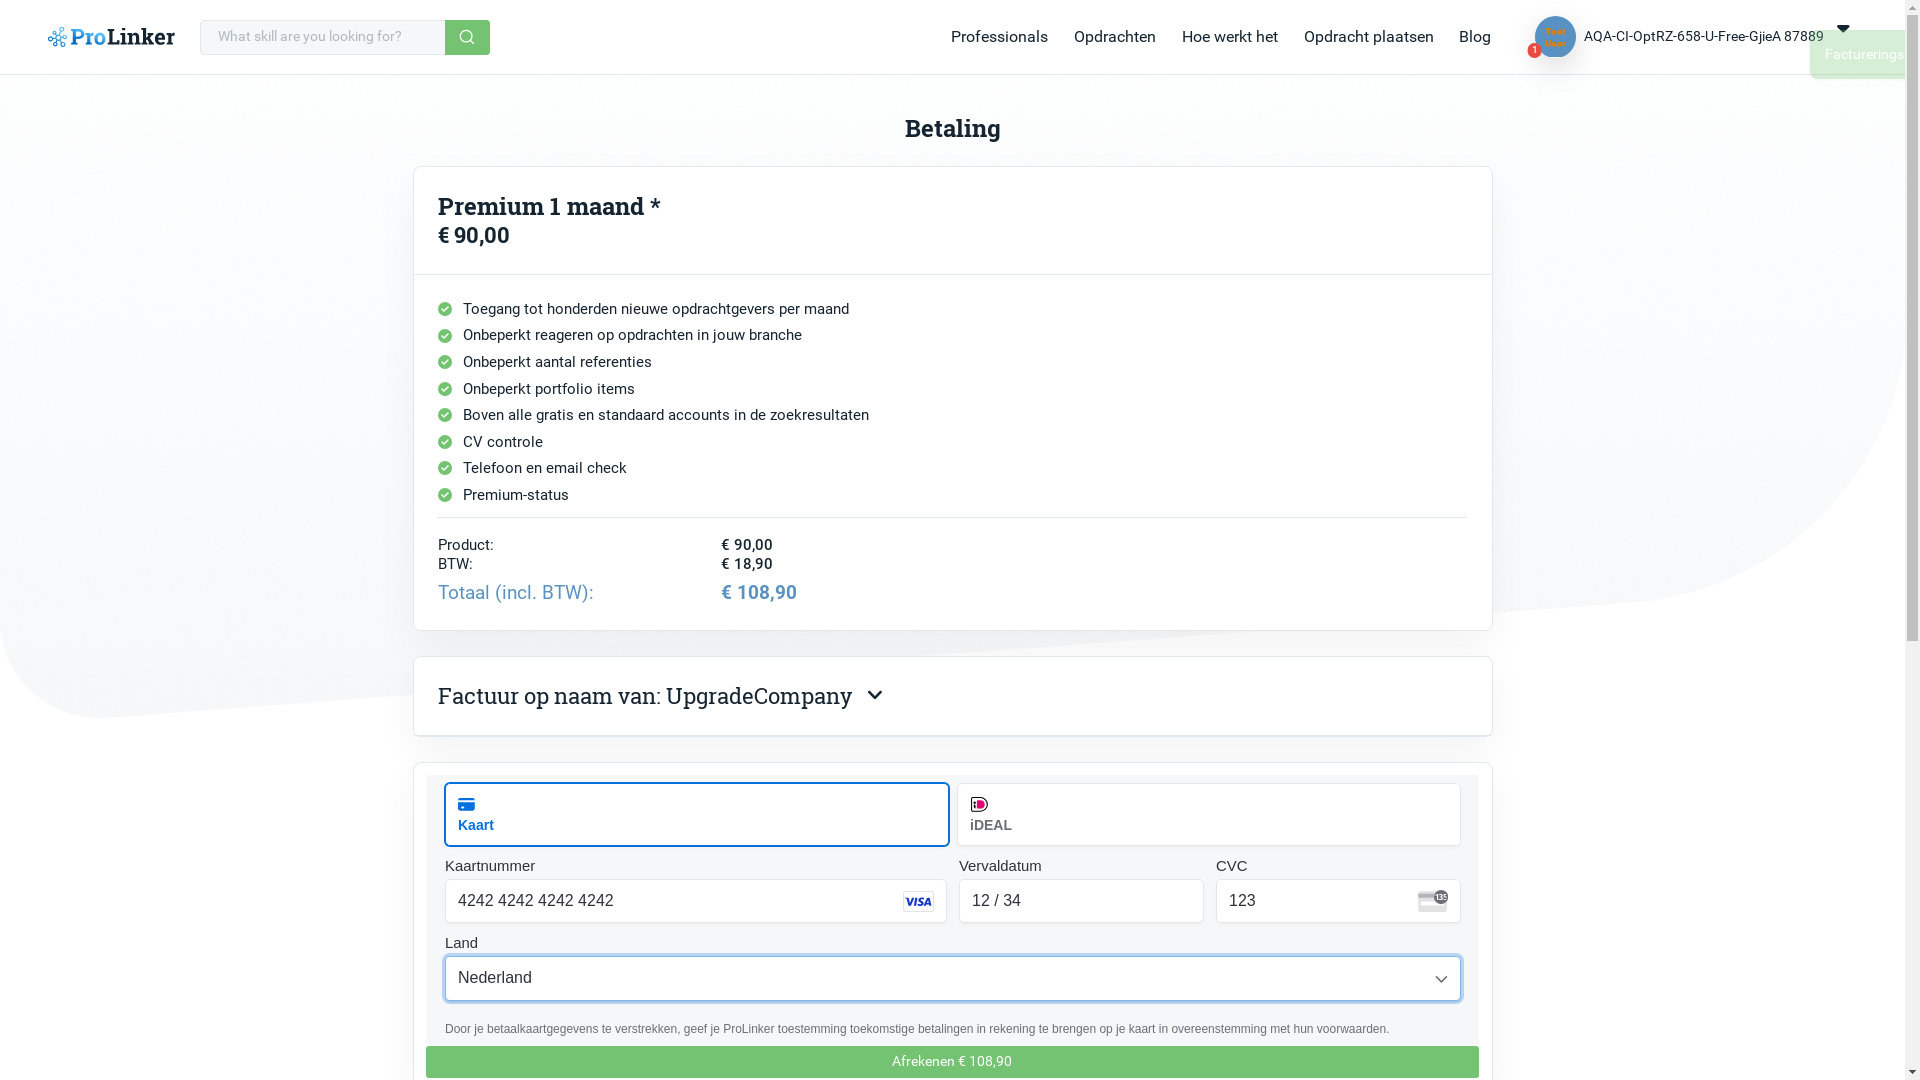 ProLinker
What skill are you looking for?
Professionals
Opdrachten
Hoe werkt het
Opdracht plaatsen
Blog
Test
User
1
AQA-CI-OptRZ-658-U-Free-GjieA 87889
Facturerings
Betaling
Premium 1 maand *
€ 90,00
Toegang tot honderden nieuwe opdrachtgevers per maand
Onbeperkt reageren op opdrachten in jouw branche
Onbeperkt aantal referenties
Onbeperkt portfolio items
Boven alle gratis en standaard accounts in de zoekresultaten
CV controle
Telefoon en email check
Premium-status
Product: € 90,00
BTW: € 18,90
Totaal (incl. BTW): € 108,90
Factuur op naam van: UpgradeCompany
Kaart
iDEAL
Kaartnummer
Vervaldatum
CVC
4242 4242 4242 4242
VISA
12 / 34
123
135
Land
Nederland
Door je betaalkaartgegevens te verstrekken, geef je ProLinker toestemming toekomstige betalingen in rekening te brengen op je kaart in overeenstemming met hun voorwaarden.
Afrekenen € 108,90